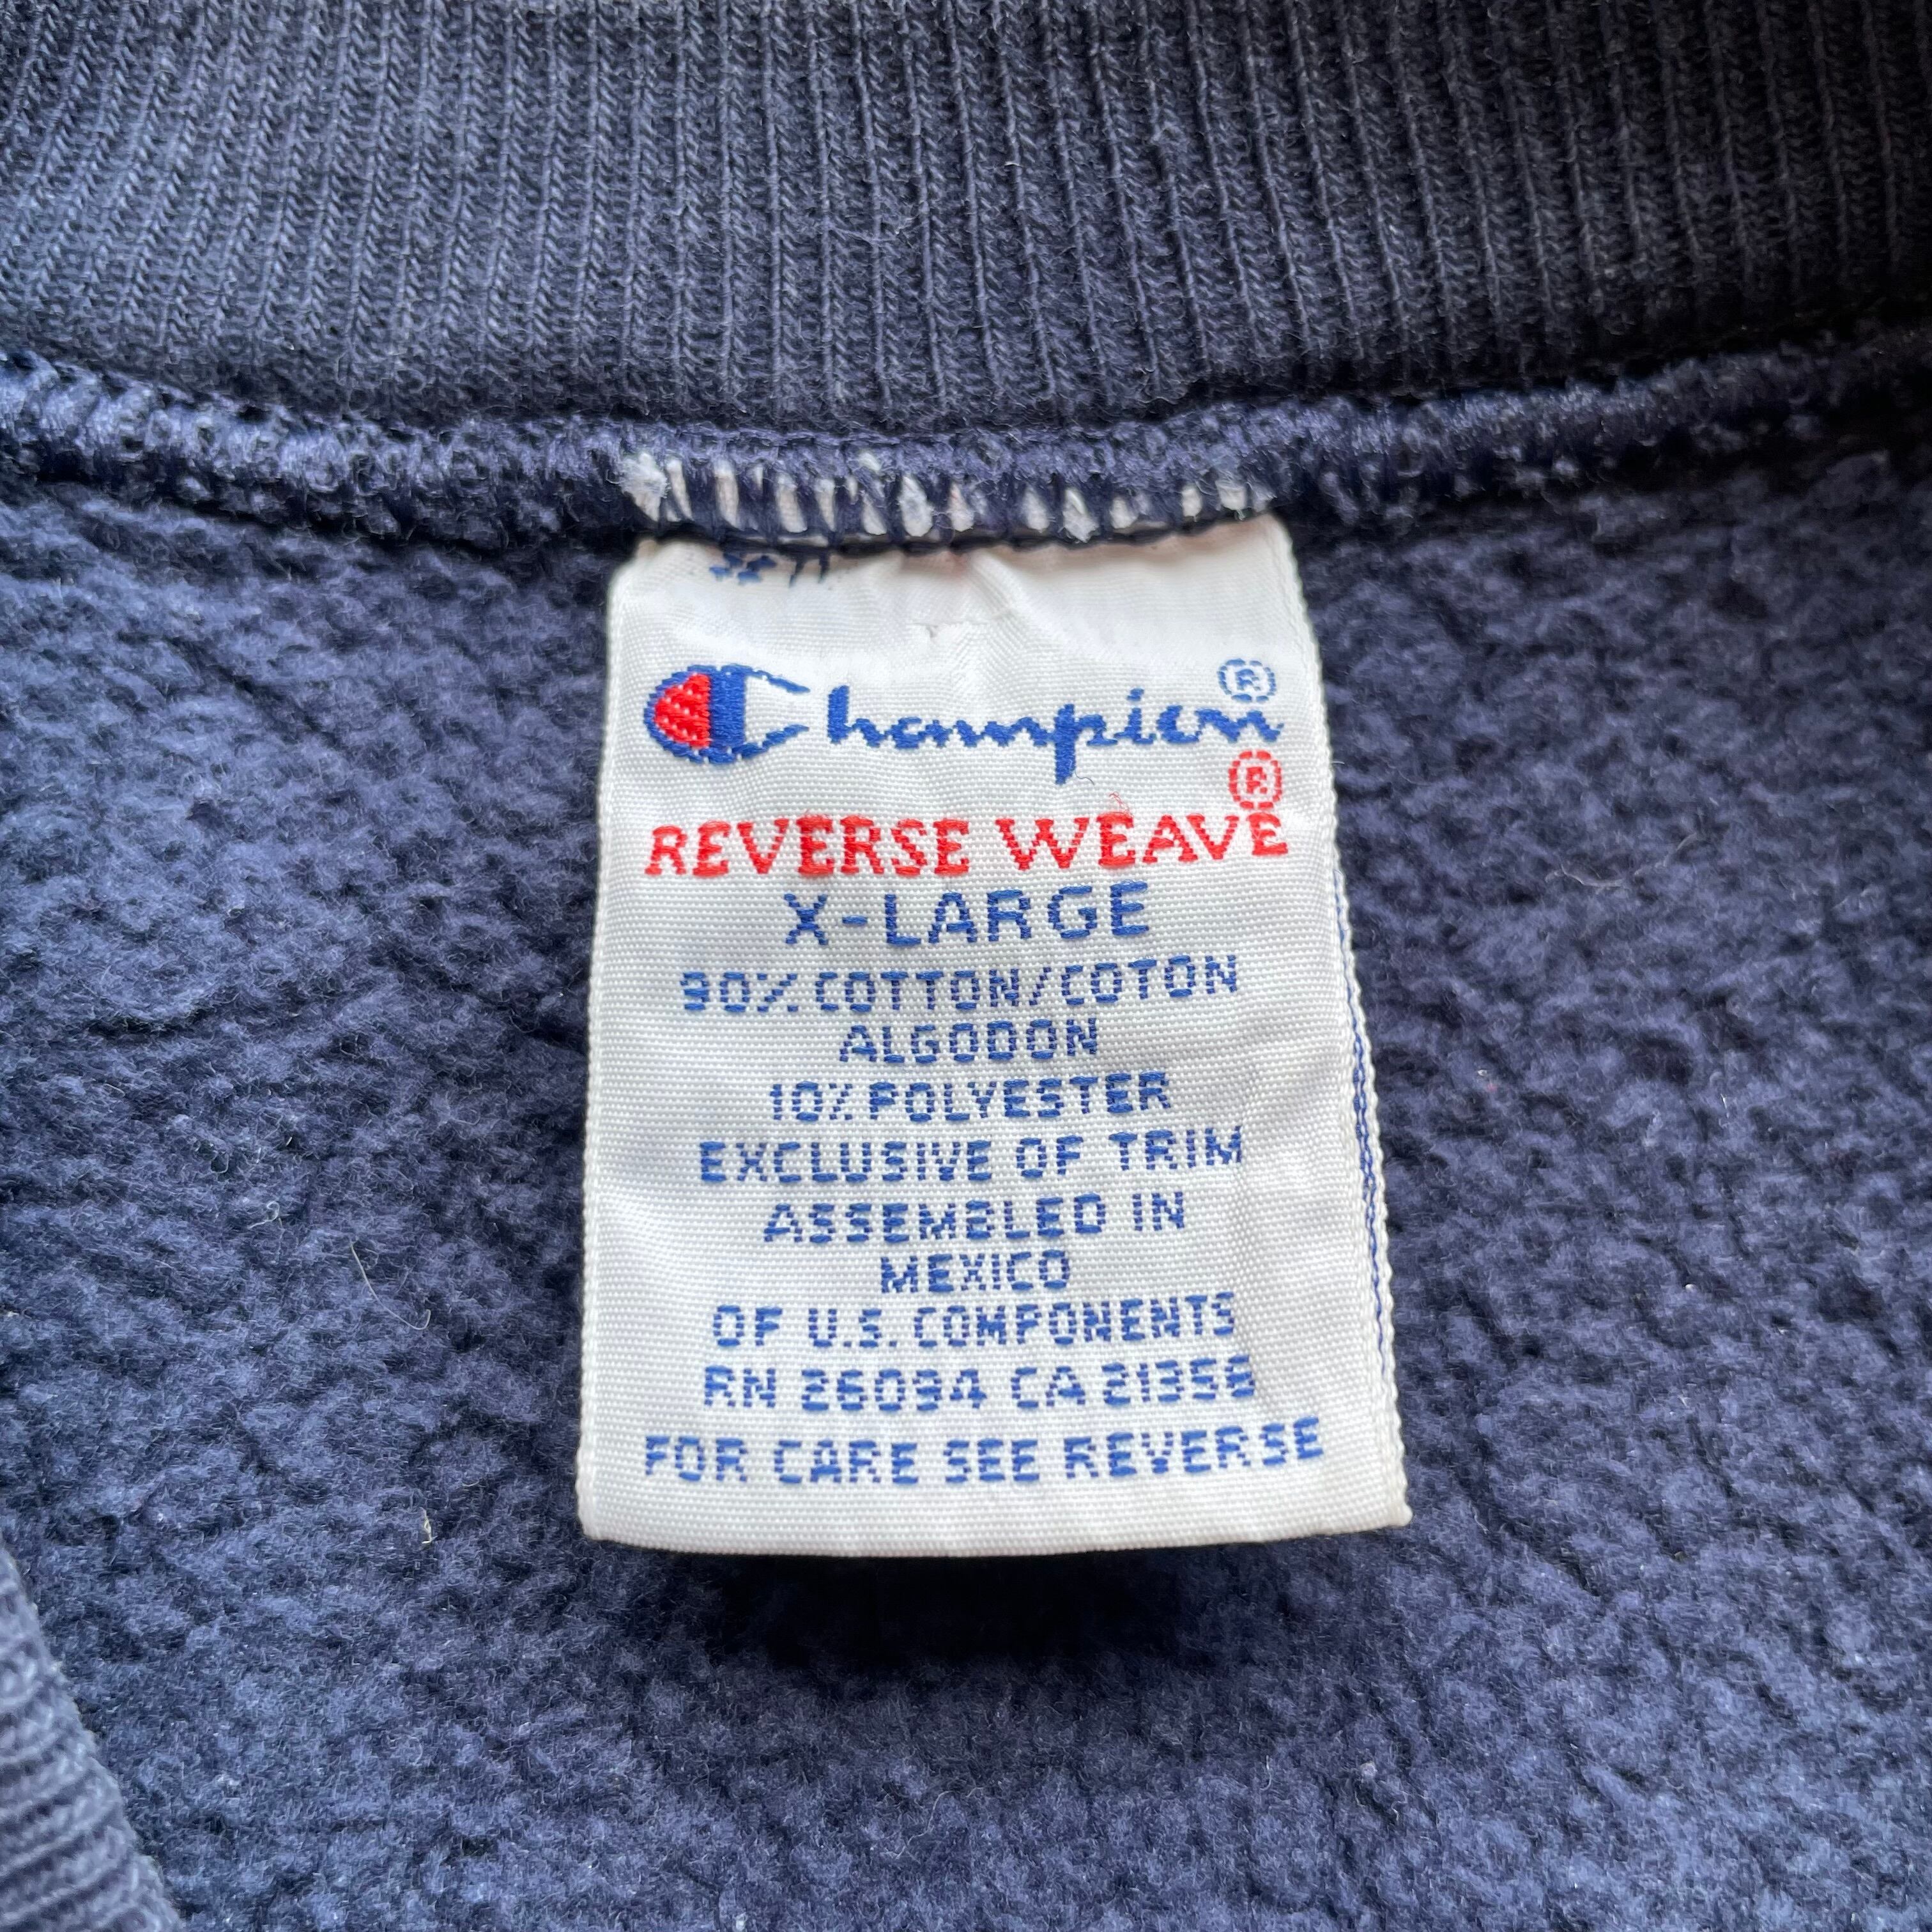 Champion®
REVERSE WEAVE®
X-LARGE
90% COTTON/COTON
ALGODON
10% POLYESTER
EXCLUSIVE OF TRIM
ASSEMBLED IN
MEXICO
OF U.S. COMPONENTS
RN 26094 CA 21356
FOR CARE SEE REVERSE